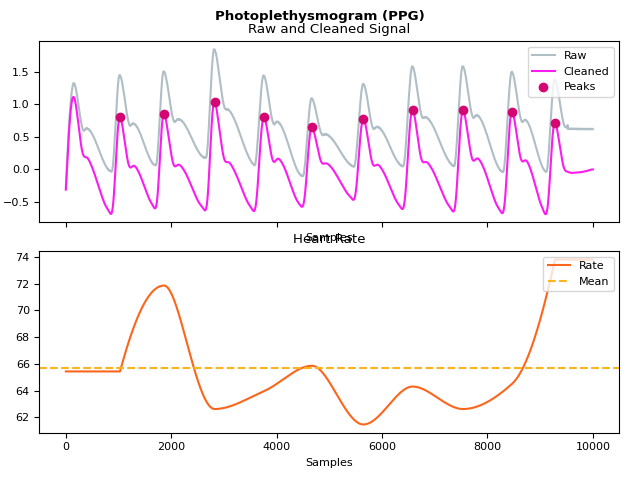 Photoplethysmogram (PPG)
Raw and Cleaned Signal
Raw
Cleaned
Peaks
1.5
1.0
0.5
0.0
−0.5
Samples
Heart Rate
Rate
Mean
74
72
70
68
66
64
62
0 2000 4000 6000 8000 10000
Samples